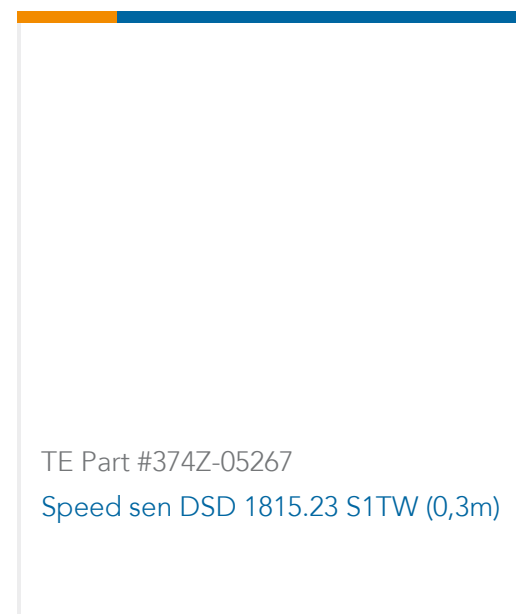 TE Part #374Z-05267
Speed sen DSD 1815.23 S1TW (0,3m)